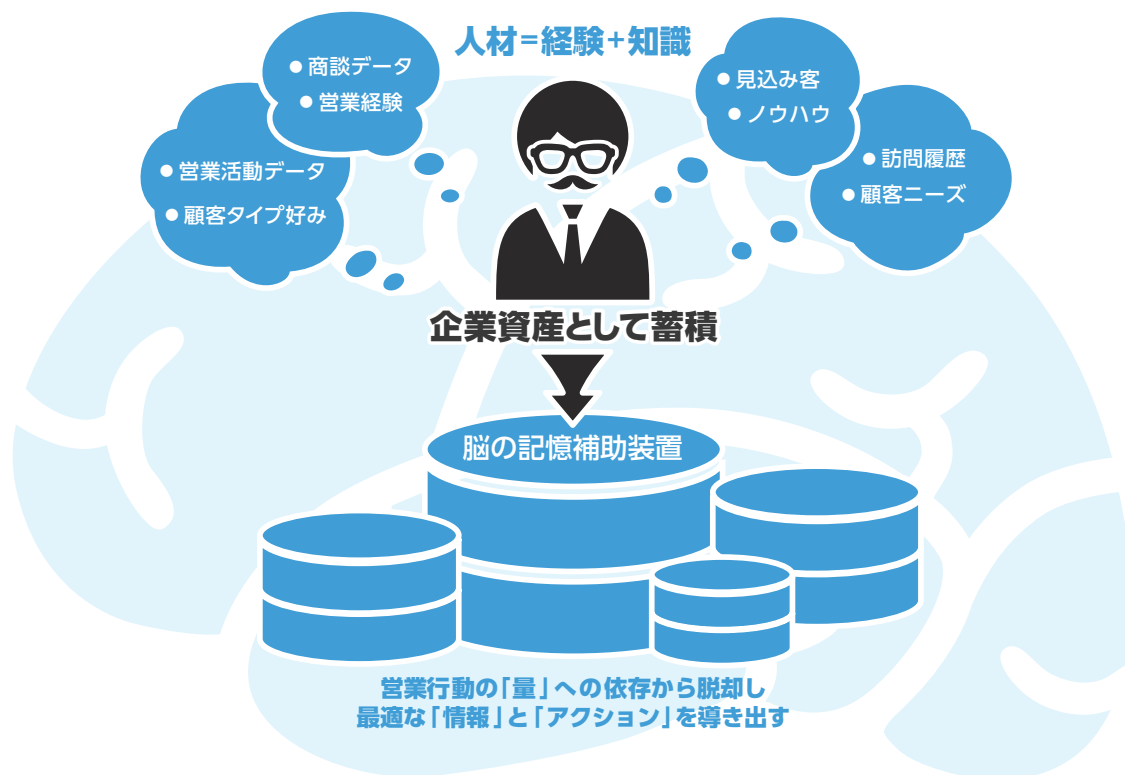 人材=経験+知識
● 商談データ
● 営業経験
● 営業活動データ
● 顧客タイプ好み
● 見込み客
● ノウハウ
● 訪問履歴
● 顧客ニーズ
企業資産として蓄積
脳の記憶補助装置
営業行動の「量」への依存から脱却し
最適な「情報」と「アクション」を導き出す